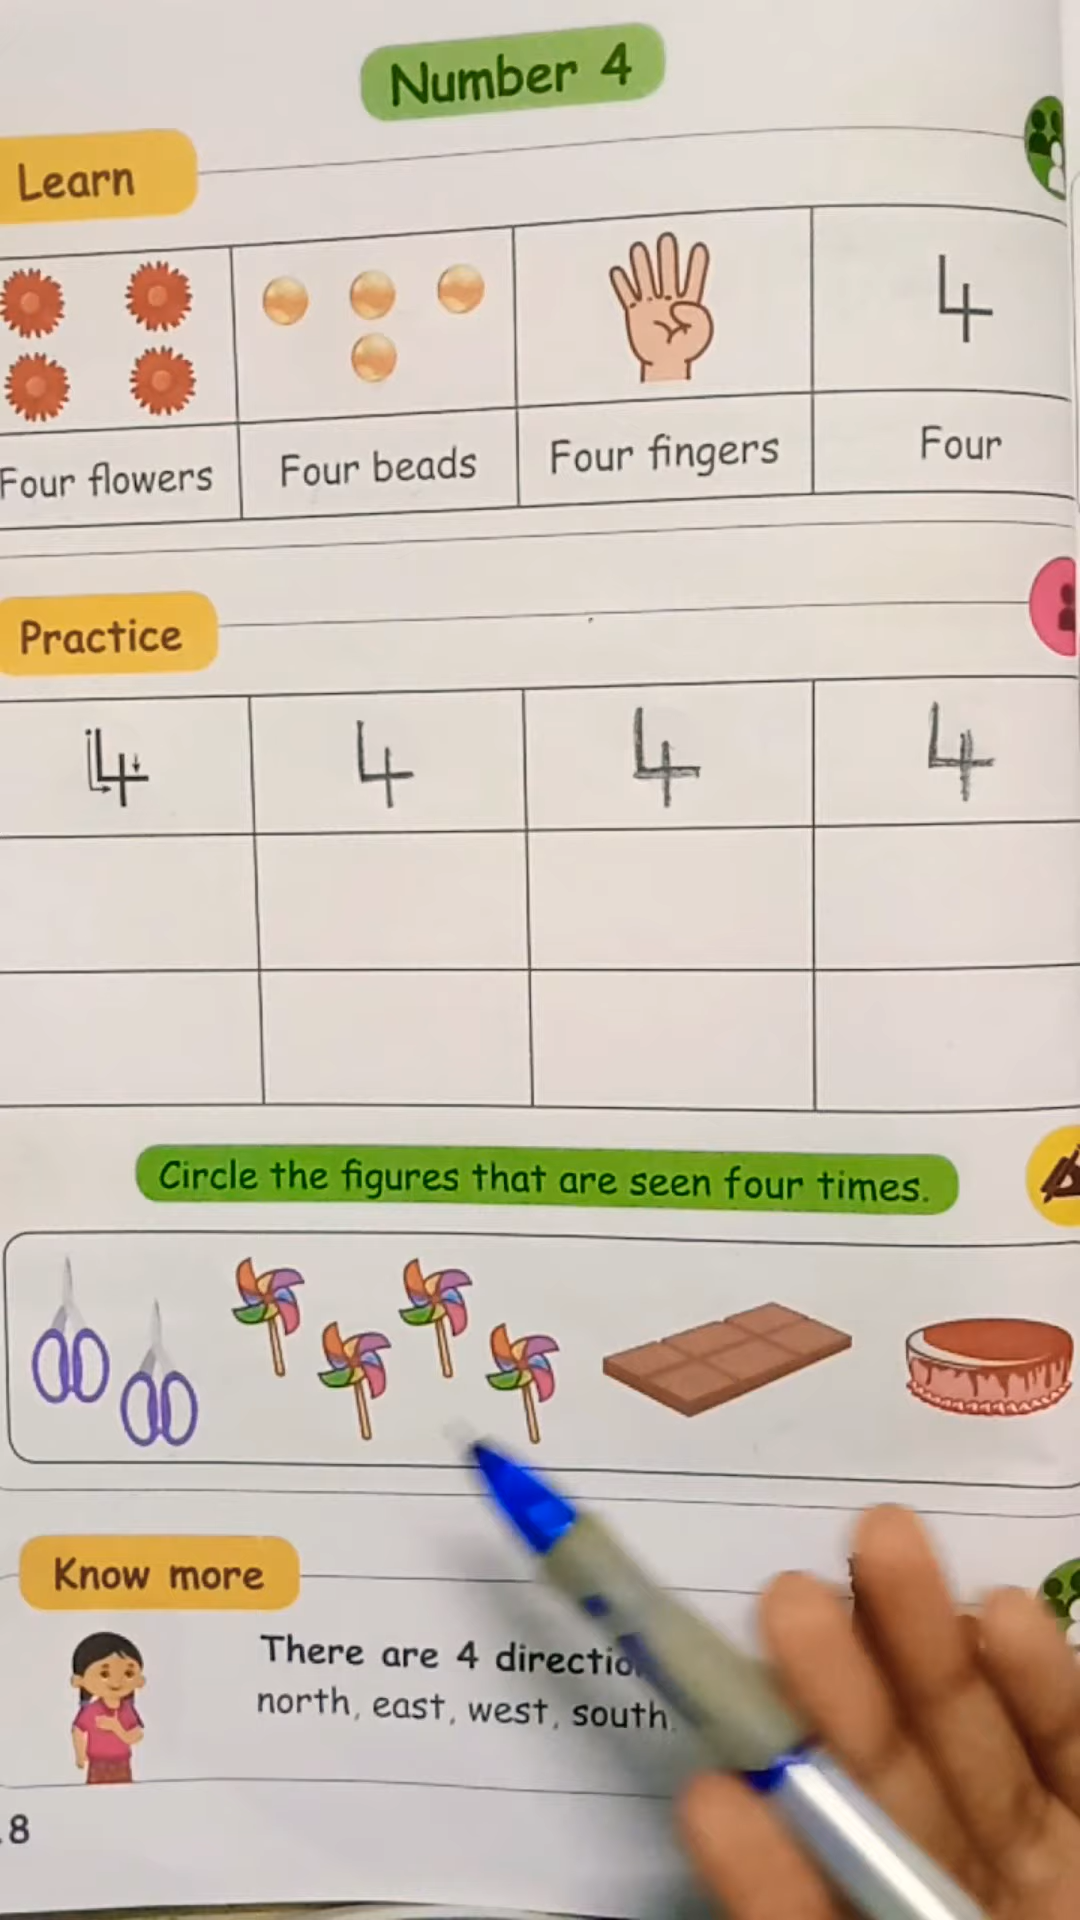 Number 4
Learn
4
Four flowers Four beads Four fingers Four
Practice
4 4 4 4
Circle the figures that are seen four times.
Know more
There are 4
north, east, west, south.
8